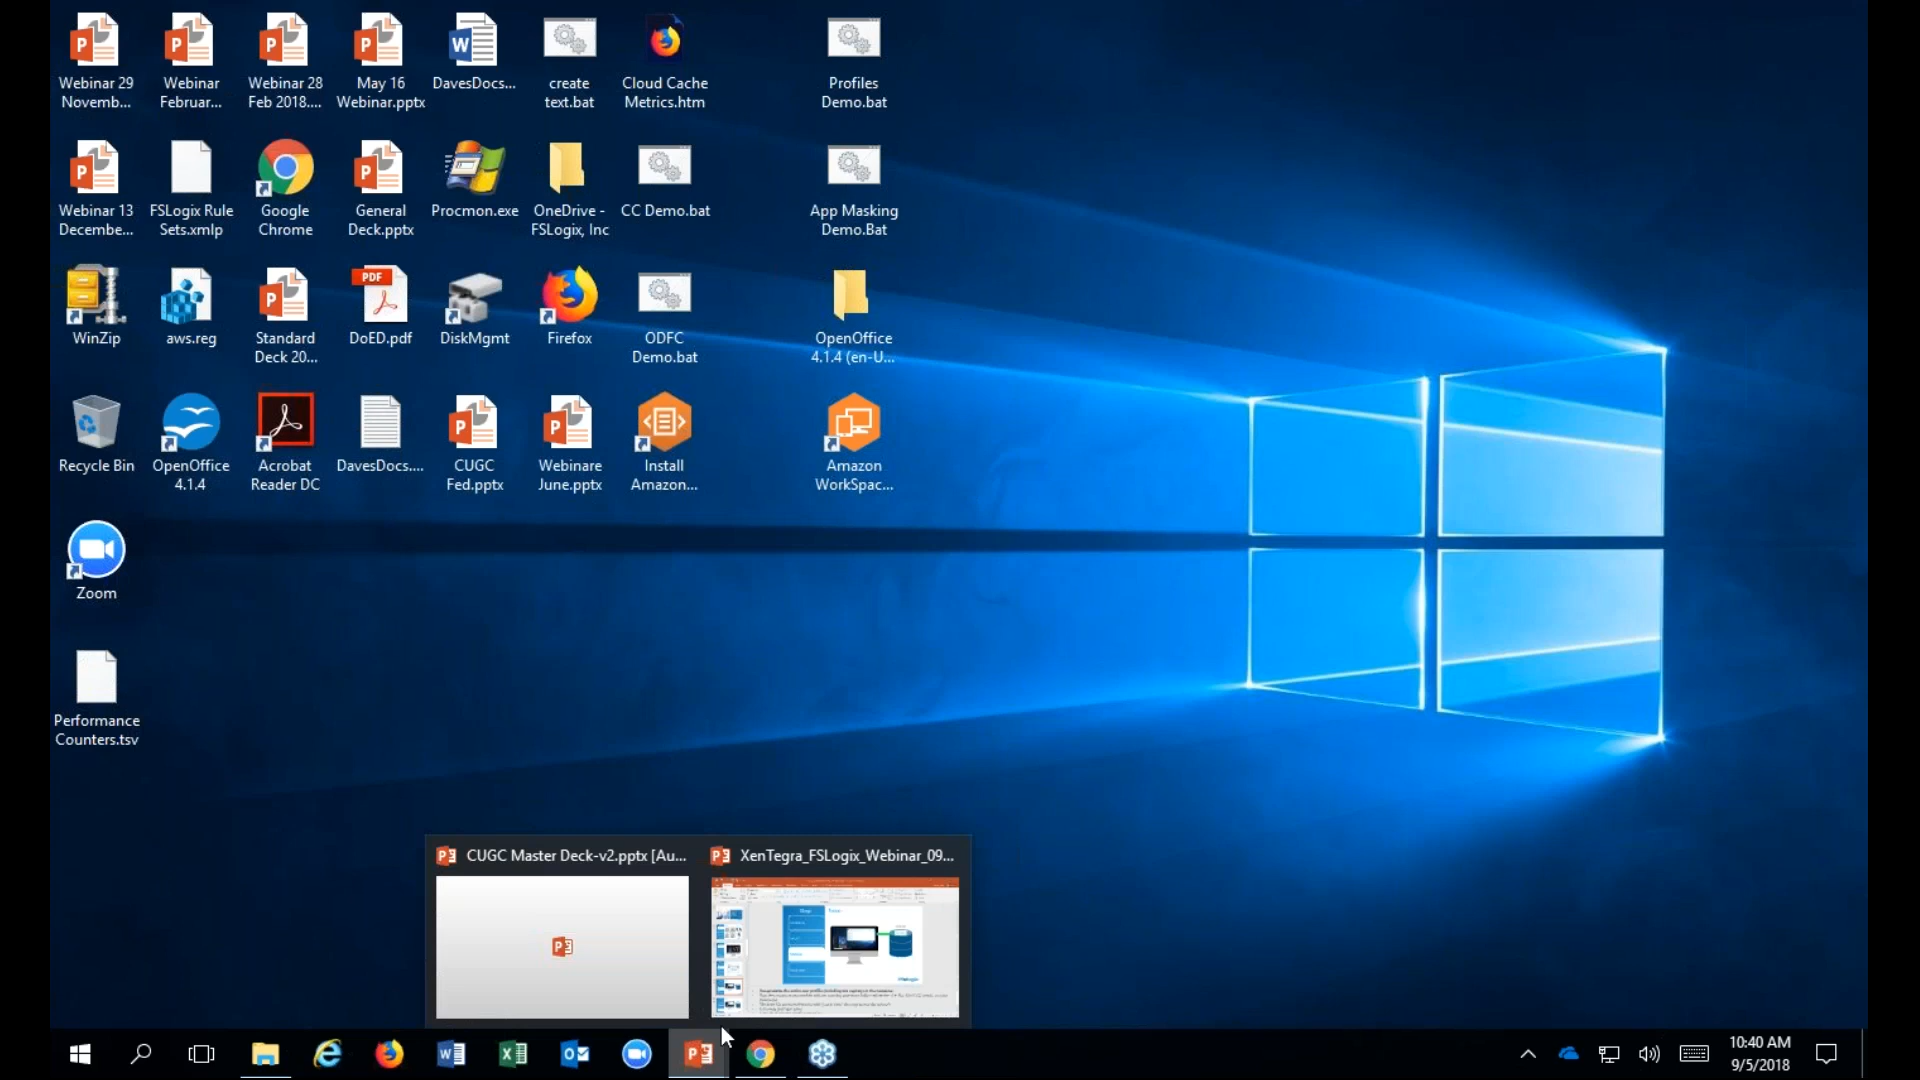 Webinar 29
Novemb...
Webinar
Februar...
Webinar 28
Feb 2018....
May 16
Webinar.pptx
DavesDocs...
create
text.bat
Cloud Cache
Metrics.htm
Profiles
Demo.bat
Webinar 13
Decembe...
FSLogix Rule
Sets.xmlp
Google
Chrome
General
Deck.pptx
Procmon.exe
OneDrive -
FSLogix, Inc
CC Demo.bat
App Masking
Demo.Bat
WinZip
aws.reg
Standard
Deck 20...
PDF
DoED.pdf
DiskMgmt
Firefox
ODFC
Demo.bat
OpenOffice
4.1.4 (en-U...
Recycle Bin
OpenOffice
4.1.4
Acrobat
Reader DC
DavesDocs....
CUGC
Fed.pptx
Webinare
June.pptx
Install
Amazon...
Amazon
WorkSpac...
Zoom
Performance
Counters.tsv
CUGC Master Deck-v2.pptx [Au...
XenTegra_FSLogix_Webinar_09...
10:40 AM
9/5/2018